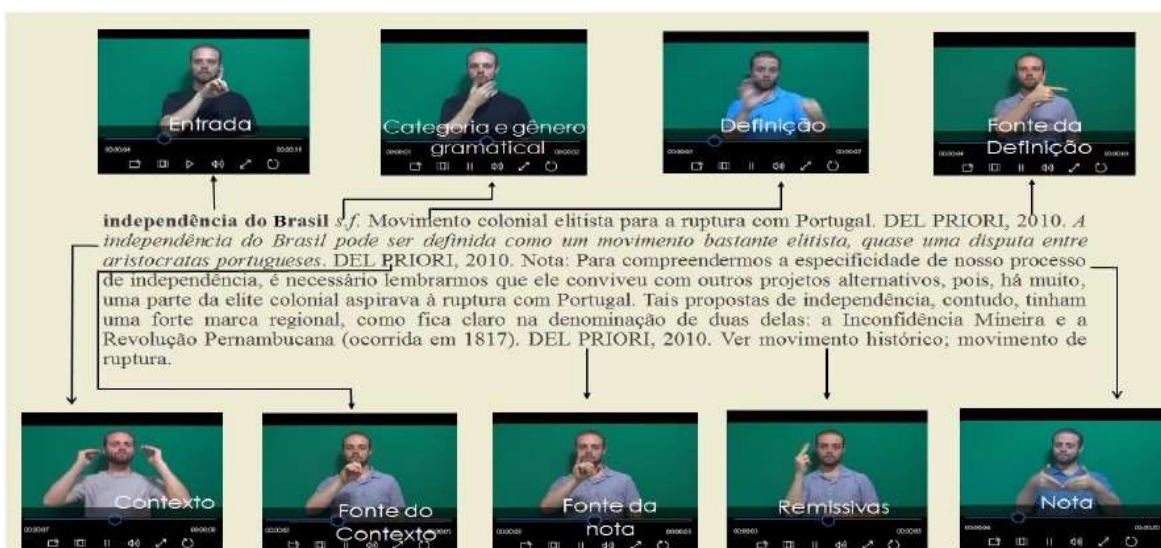 Entrada
00:00:04
Categoria e gênero
gramatical
Definição
Fonte da
Definição
independência do Brasil s.f. Movimento colonial elitista para a ruptura com Portugal. DEL PRIORI, 2010. A
independência do Brasil pode ser definida como um movimento bastante elitista, quase uma disputa entre
aristocratas portugueses. DEL PRIORI, 2010. Nota: Para compreendermos a especificidade de nosso processo
de independência, é necessário lembrarmos que ele conviveu com outros projetos alternativos, pois, há muito,
uma parte da elite colonial aspirava à ruptura com Portugal. Tais propostas de independência, contudo, tinham
uma forte marca regional, como fica claro na denominação de duas delas: a Inconfidência Mineira e a
Revolução Pernambucana (ocorrida em 1817). DEL PRIORI, 2010. Ver movimento histórico; movimento de
ruptura.
Contexto
Fonte do
Contexto
Fonte da
nota
Remissivas
Nota